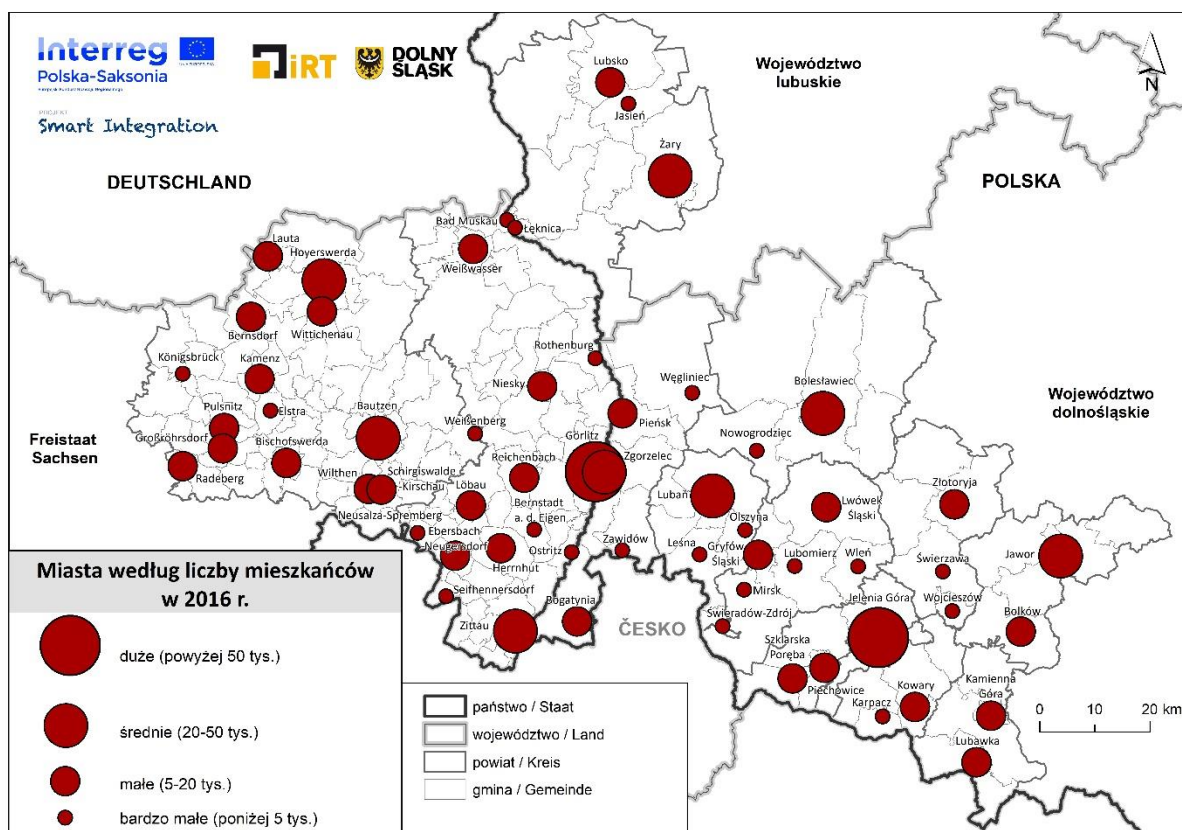 Interreg
Polska-Saksonia
iRT
DOLNY
ŚLĄSK
Smart Integration
Województwo
lubuskie
N
DEUTSCHLAND
POLSKA
Lubsko
Jasień
Żary
Bad Muskau
Łęknica
Weißwasser
Lauta
Hoyerswerda
Bernsdorf
Wittichenau
Königsbrück
Kamenz
Rothenburg
Niesky
Węgliniec
Bolesławiec
Województwo
dolnośląskie
Pulsnitz
Elstra
Bautzen
Weißenberg
Pieńsk
Großröhrsdorf
Bischofswerda
Görlitz
Nowogrodziec
Freistaat
Sachsen
Radeberg
Wilthen
Schirgiswalde
-Kirschau
Reichenbach
Zgorzelec
Löbau
Lubań
Lwówek
Śląski
Złotoryja
Neusalza-Spremberg
Bernstadt
a. d. Eigen
Olszyna
Ebersbach
Neugersdorf
Herrnhut
Ostritz
Zawidów
Leśna
Gryfów
Śląski
Lubomierz
Wleń
Świerzawa
Jawor
Seifhennersdorf
Bogatynia
Mirsk
Świeradów-Zdrój
Jelenia Góra
Wojcieszów
Bolków
Zittau
ČESKO
Szklarska
Poręba
Piechowice
Karpacz
Kowary
Kamienna
Góra
Lubawka
0 10 20 km
Miasta według liczby mieszkańców
w 2016 r.
duże (powyżej 50 tys.)
średnie (20-50 tys.)
małe (5-20 tys.)
bardzo małe (poniżej 5 tys.)
państwo / Staat
województwo / Land
powiat / Kreis
gmina / Gemeinde